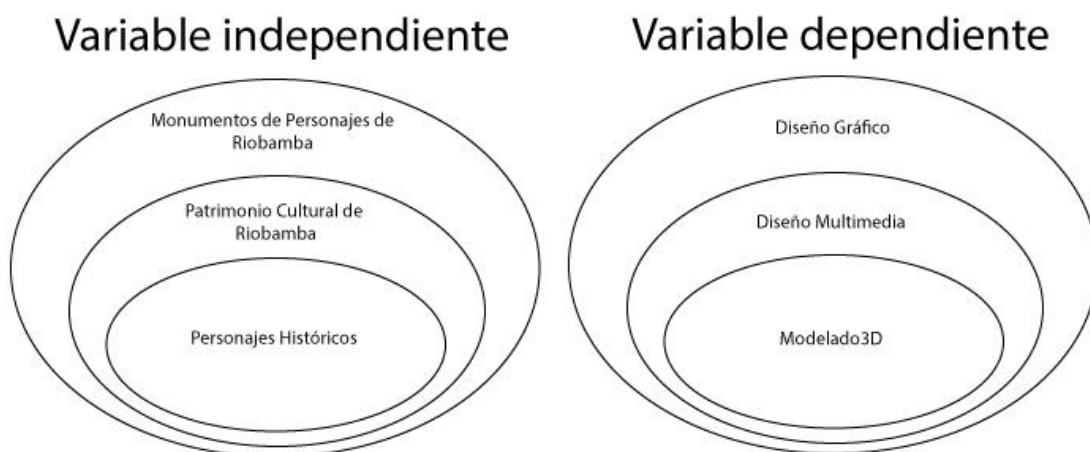 Variable independiente
Monumentos de Personajes de
Riobamba
Patrimonio Cultural de
Riobamba
Personajes Históricos
Variable dependiente
Diseño Gráfico
Diseño Multimedia
Modelado3D